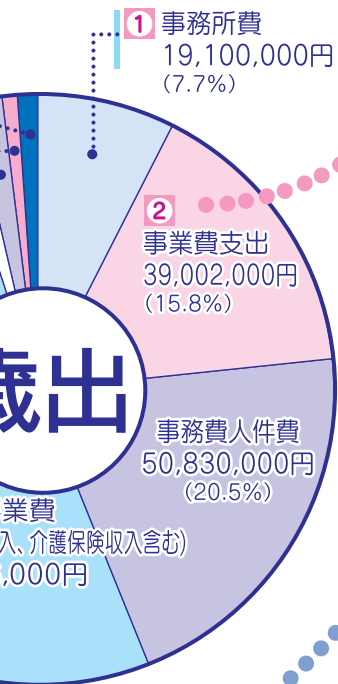 1 事務所費
19,100,000円
(7.7%)
2
事業費支出
39,002,000円
(15.8%)
歳出
事務費人件費
50,830,000円
(20.5%)
業費
入、介護保険収入含む)
,000円